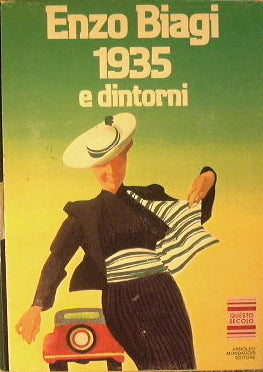 Enzo Biagi
1935
e dintorni
QUESTO
SECOLO
ARNOLDO
MONDADORI
EDITORE